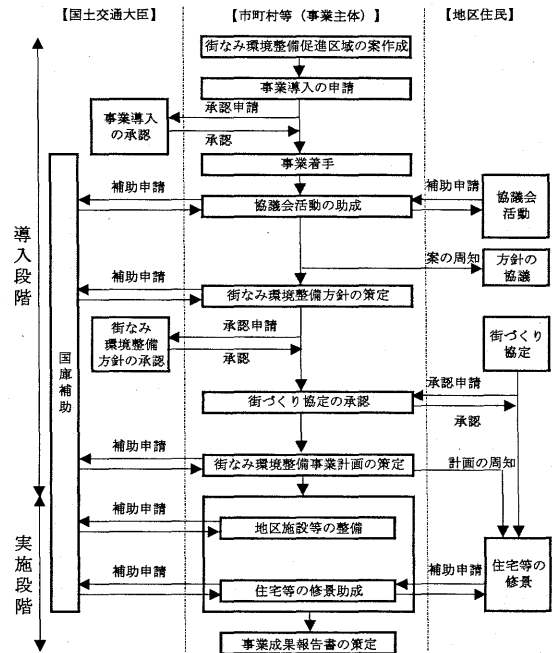 【国土交通大臣】
【市町村等（事業主体）】
【地区住民】
街なみ環境整備促進区域の案作成
事業導入の申請
承認申請
事業導入
の承認
承認
事業着手
補助申請
協議会活動の助成
補助申請
協議会
活動
導入段階
案の周知
方針の
協議
補助申請
街なみ環境整備方針の策定
街なみ
環境整備
方針の承認
承認申請
承認
街づくり
協定
国庫補助
承認申請
街づくり協定の承認
承認
補助申請
街なみ環境整備事業計画の策定
計画の周知
補助申請
地区施設等の整備
実施段階
補助申請
住宅等の修景助成
補助申請
住宅等の
修景
事業成果報告書の策定